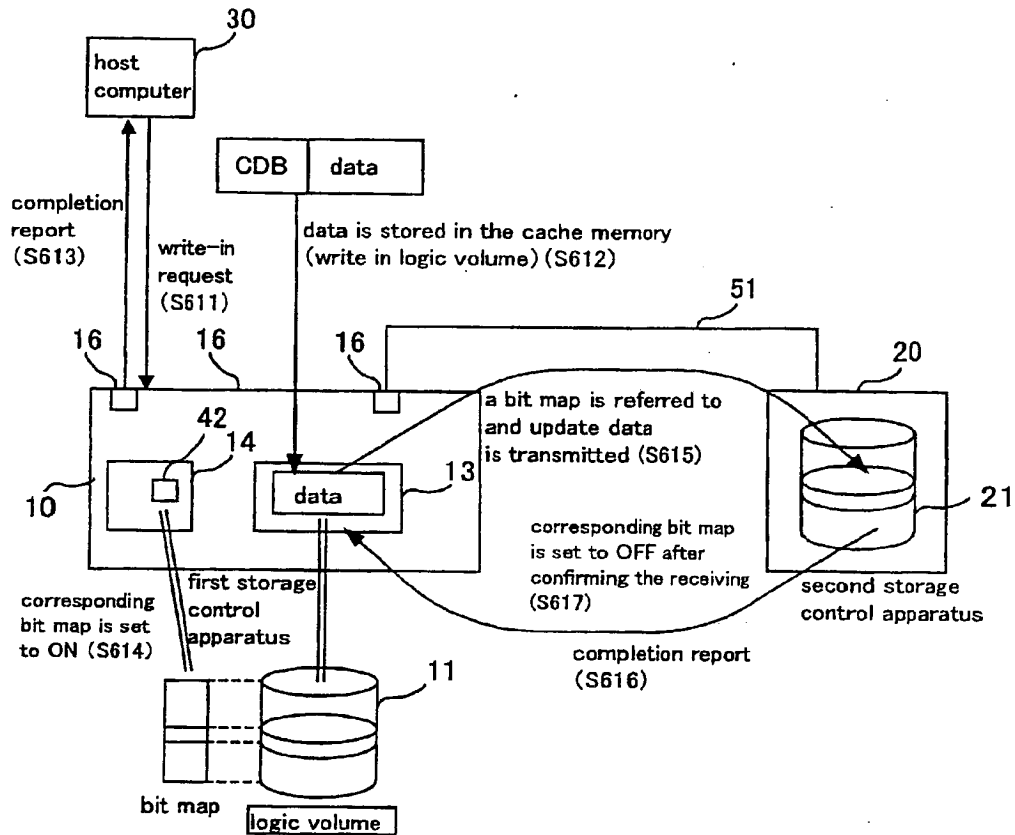 30
host
computer
CDB
data
completion
report
(S613)
write-in
request
(S611)
data is stored in the cache memory
(write in logic volume) (S612)
51
16
16
16
20
a bit map is referred to
and update data
is transmitted (S615)
42
14
13
10
data
21
corresponding bit map
is set to OFF after
confirming the receiving
(S617)
first storage
control
apparatus
second storage
control apparatus
corresponding
bit map is set
to ON (S614)
completion report
(S616)
11
bit map
logic volume